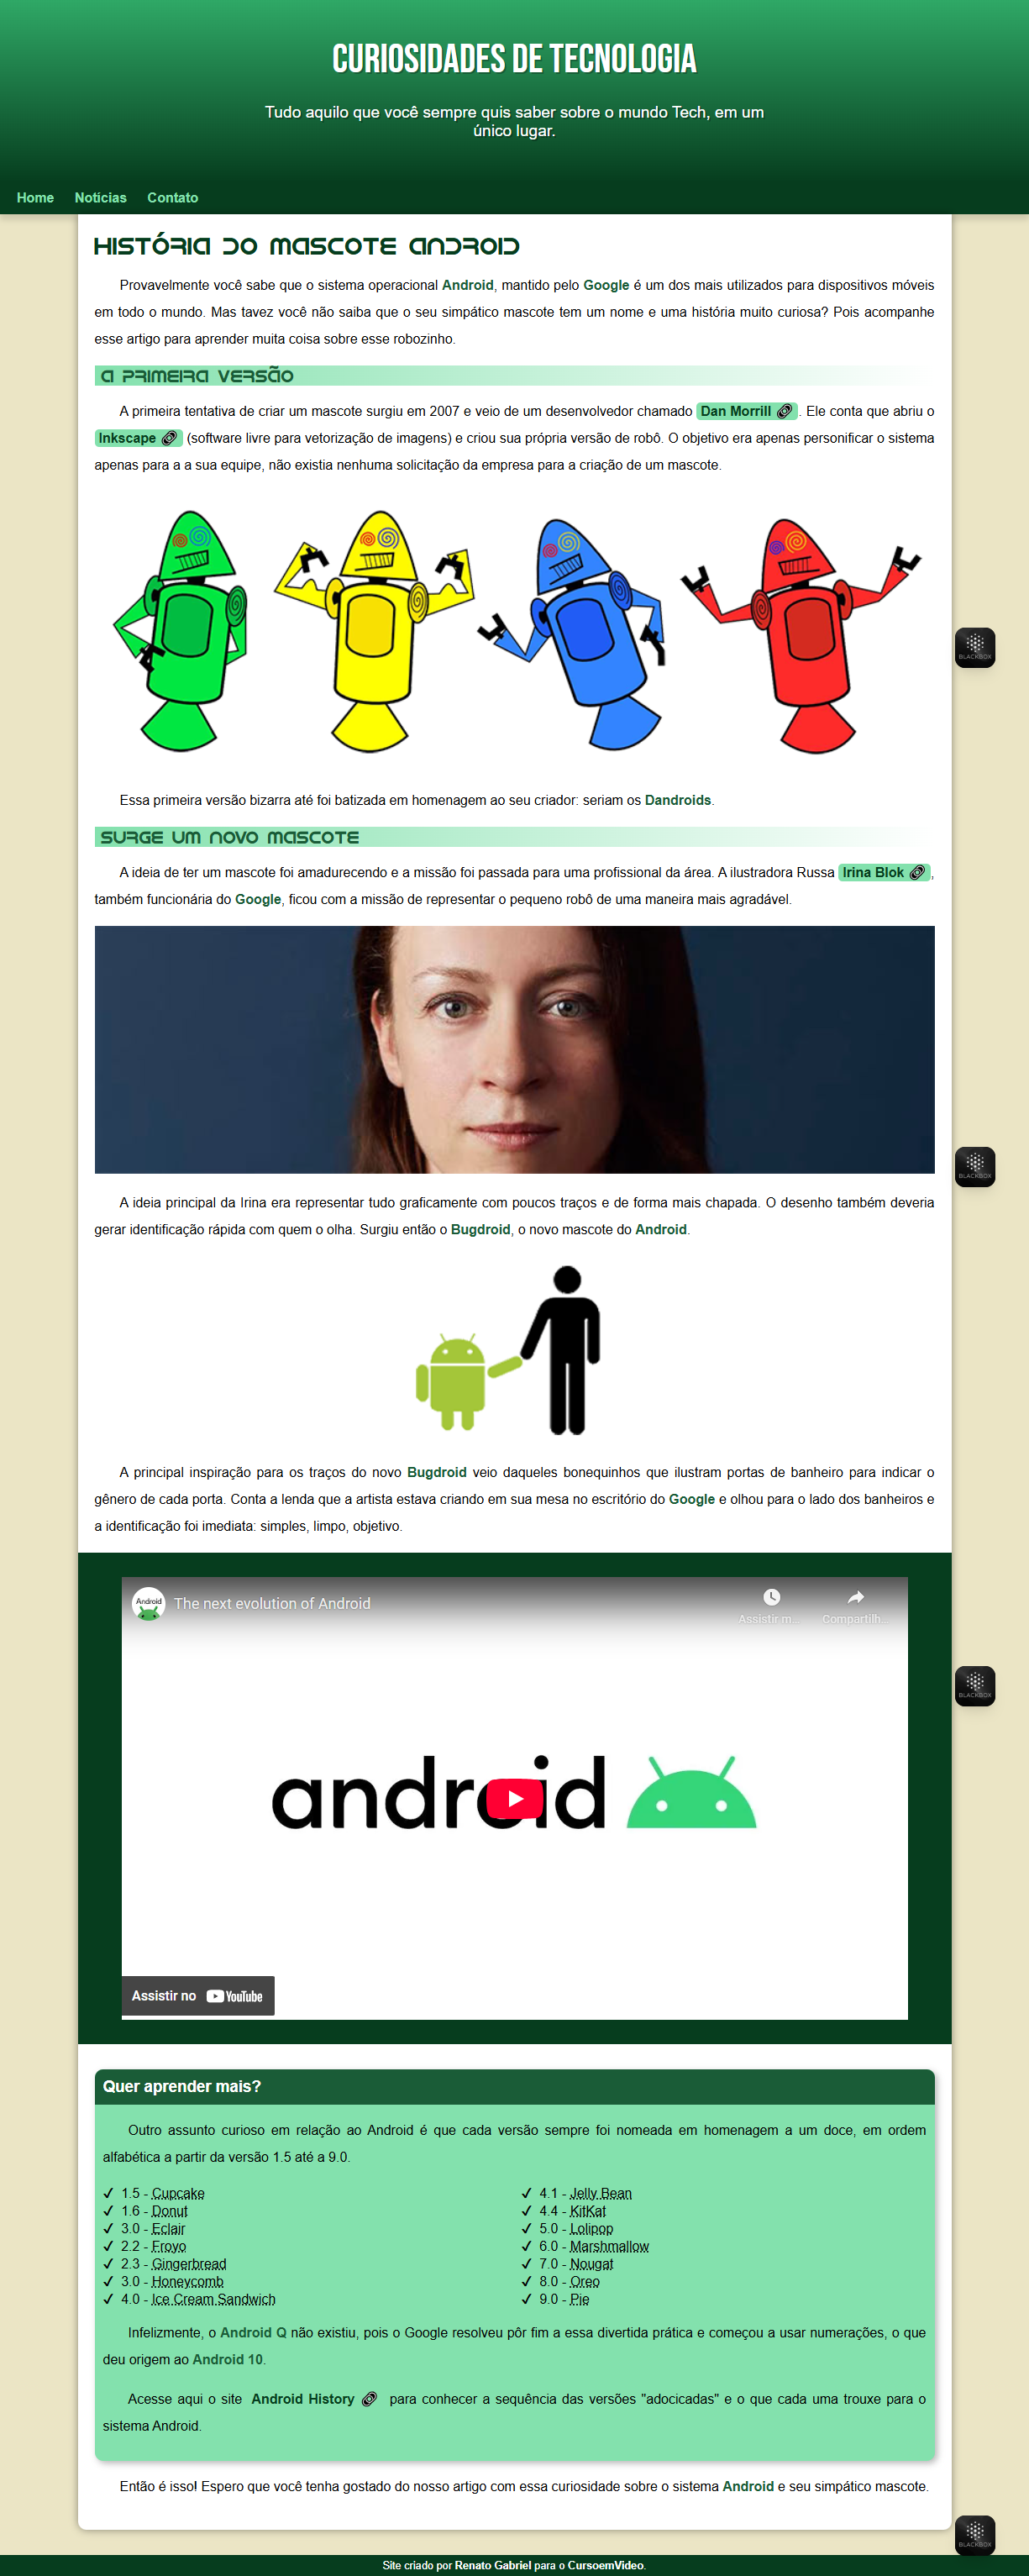 CURIOSIDADES DE TECNOLOGIA
Tudo aquilo que você sempre quis saber sobre o mundo Tech, em um
único lugar.
Home Notícias Contato
HISTÓRIA DO MASCOTE ANDROID
Provavelmente você sabe que o sistema operacional Android, mantido pelo Google é um dos mais utilizados para dispositivos móveis
em todo o mundo. Mas tavez você não saiba que o seu simpático mascote tem um nome e uma história muito curiosa? Pois acompanhe
esse artigo para aprender muita coisa sobre esse robozinho.
A PRIMEIRA VERSÃO
A primeira tentativa de criar um mascote surgiu em 2007 e veio de um desenvolvedor chamado Dan Morrill. Ele conta que abriu o
Inkscape (software livre para vetorização de imagens) e criou sua própria versão de robô. O objetivo era apenas personificar o sistema
apenas para a a sua equipe, não existia nenhuma solicitação da empresa para a criação de um mascote.
BLACKBOX
Essa primeira versão bizarra até foi batizada em homenagem ao seu criador: seriam os Dandroids.
SURGE UM NOVO MASCOTE
A ideia de ter um mascote foi amadurecendo e a missão foi passada para uma profissional da área. A ilustradora Russa Irina Blok,
também funcionária do Google, ficou com a missão de representar o pequeno robô de uma maneira mais agradável.
BLACKBOX
A ideia principal da Irina era representar tudo graficamente com poucos traços e de forma mais chapada. O desenho também deveria
gerar identificação rápida com quem o olha. Surgiu então o Bugdroid, o novo mascote do Android.
A principal inspiração para os traços do novo Bugdroid veio daqueles bonequinhos que ilustram portas de banheiro para indicar o
gênero de cada porta. Conta a lenda que a artista estava criando em sua mesa no escritório do Google e olhou para o lado dos banheiros e
a identificação foi imediata: simples, limpo, objetivo.
Android
The next evolution of Android
Assistir m...
Compartilh...
BLACKBOX
android
Assistir no YouTube
Quer aprender mais?
Outro assunto curioso em relação ao Android é que cada versão sempre foi nomeada em homenagem a um doce, em ordem
alfabética a partir da versão 1.5 até a 9.0.
✓ 1.5 - Cupcake
✓ 1.6 - Donut
✓ 3.0 - Eclair
✓ 2.2 - Froyo
✓ 2.3 - Gingerbread
✓ 3.0 - Honeycomb
✓ 4.0 - Ice Cream Sandwich
✓ 4.1 - Jelly Bean
✓ 4.4 - KitKat
✓ 5.0 - Lolipop
✓ 6.0 - Marshmallow
✓ 7.0 - Nougat
✓ 8.0 - Oreo
✓ 9.0 - Pie
Infelizmente, o Android Q não existiu, pois o Google resolveu pôr fim a essa divertida prática e começou a usar numerações, o que
deu origem ao Android 10.
Acesse aqui o site Android History para conhecer a sequência das versões "adocicadas" e o que cada uma trouxe para o
sistema Android.
Então é isso! Espero que você tenha gostado do nosso artigo com essa curiosidade sobre o sistema Android e seu simpático mascote.
BLACKBOX
Site criado por Renato Gabriel para o CursoemVideo.